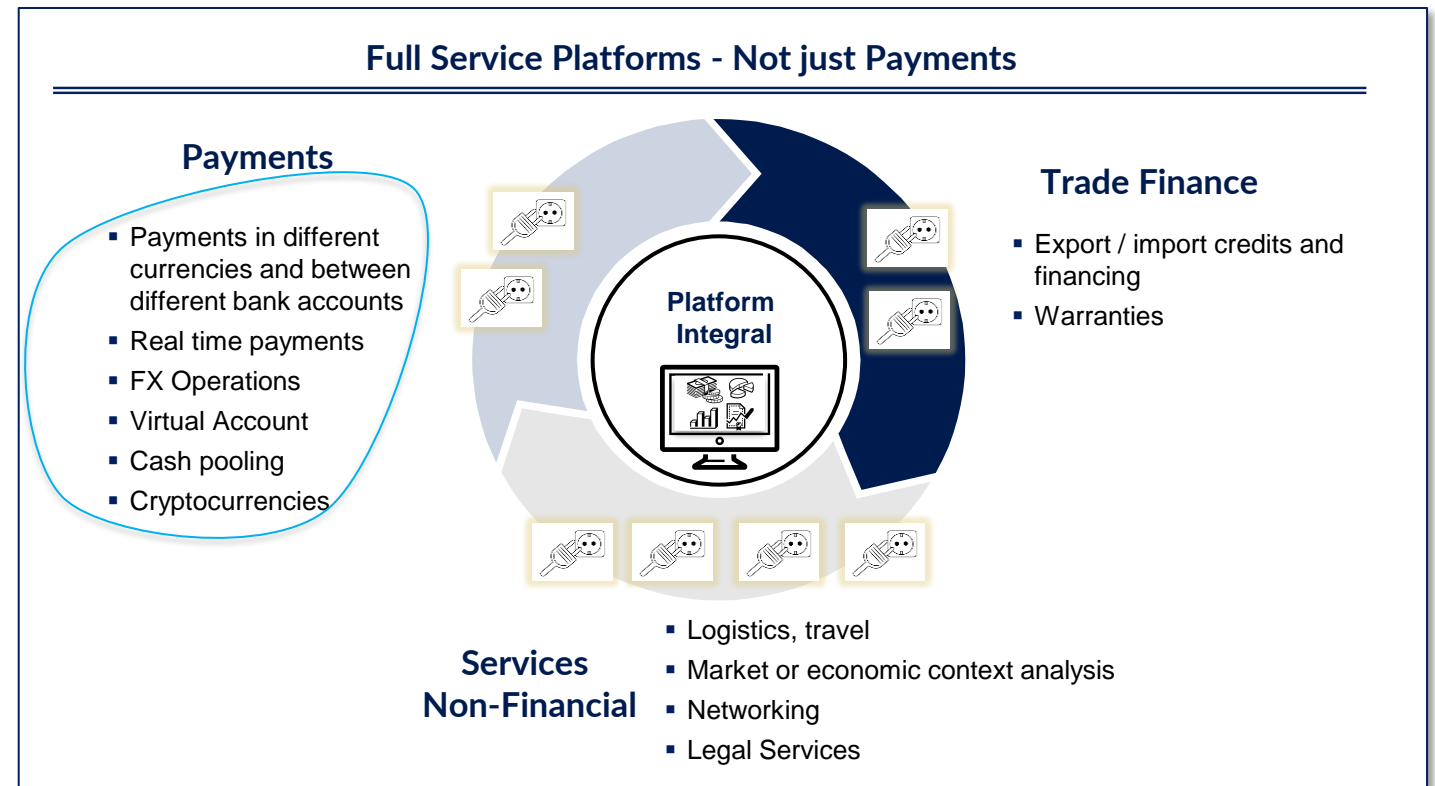 Full Service Platforms - Not just Payments
Payments
▪ Payments in different
currencies and between
different bank accounts
▪ Real time payments
▪ FX Operations
▪ Virtual Account
▪ Cash pooling
▪ Cryptocurrencies
Platform
Integral
Trade Finance
▪ Export / import credits and
financing
▪ Warranties
Services
Non-Financial
▪ Logistics, travel
▪ Market or economic context analysis
▪ Networking
▪ Legal Services